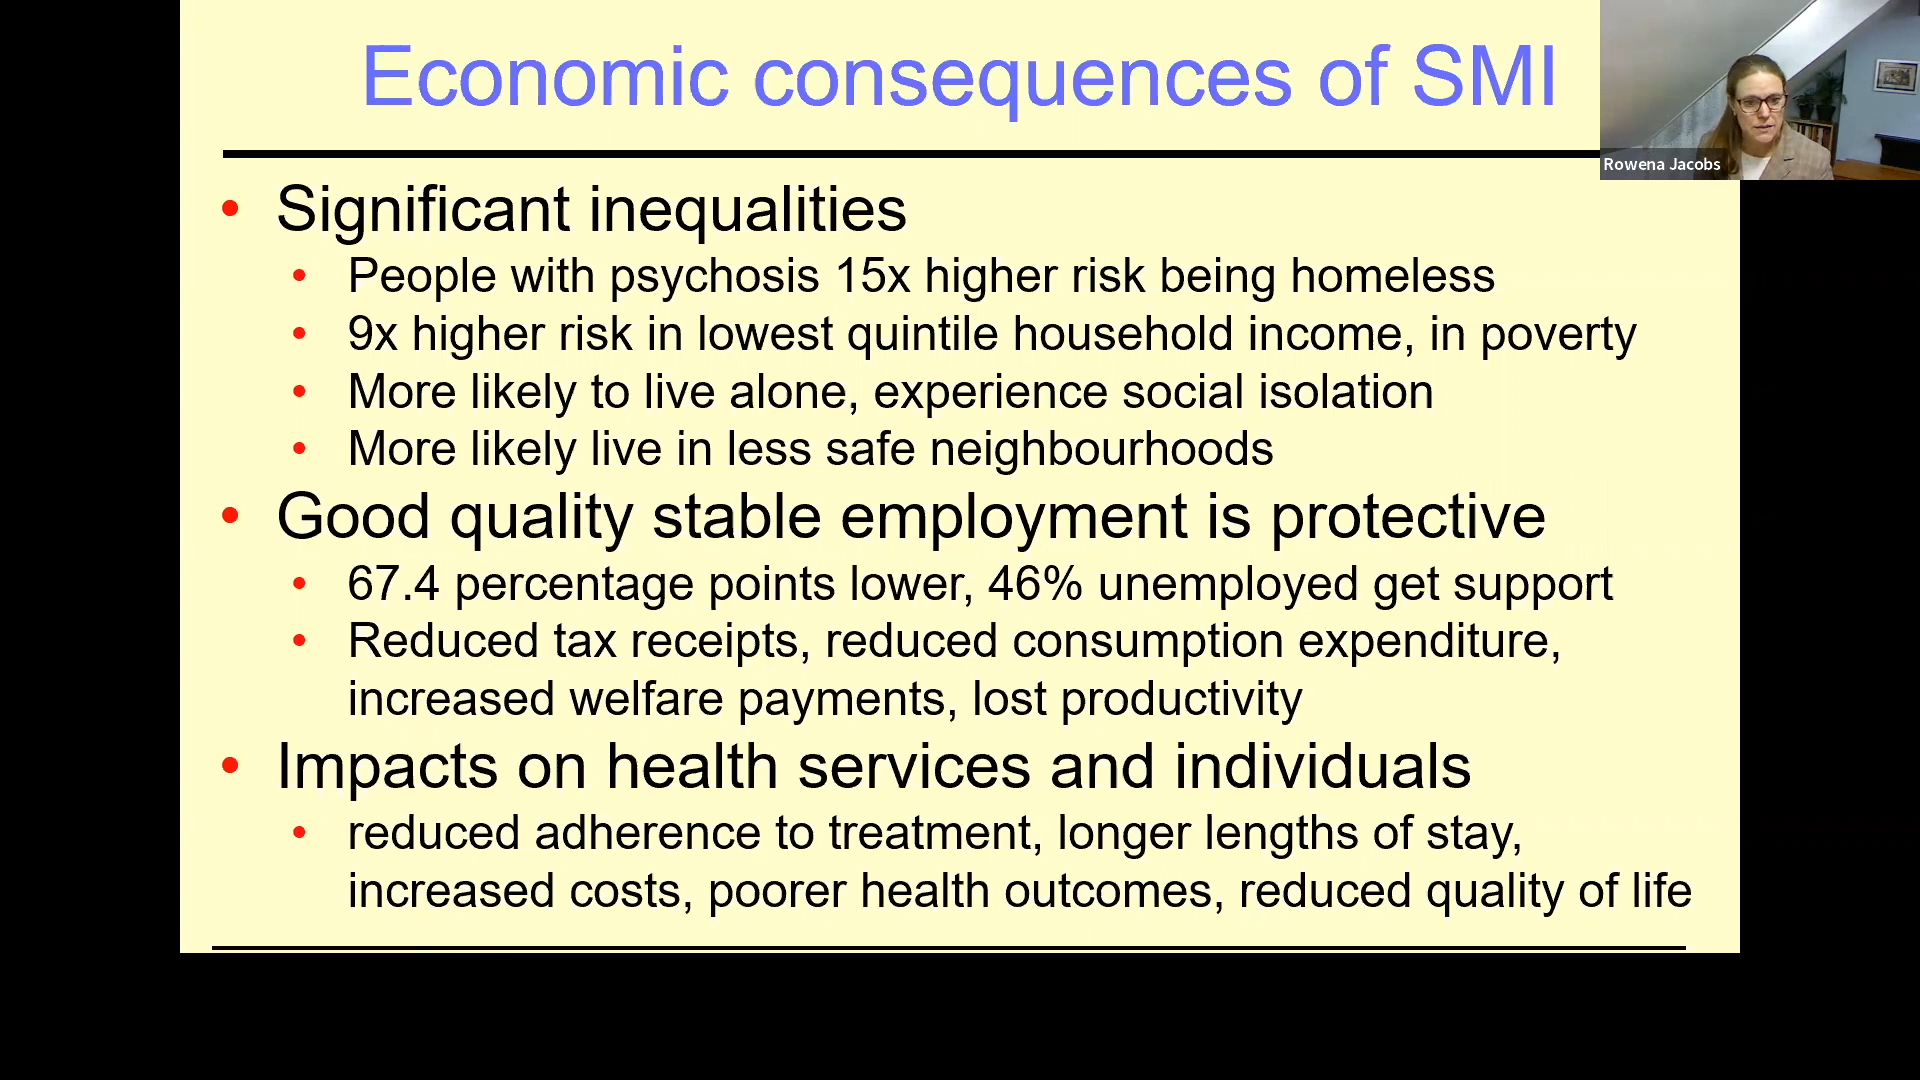 Economic consequences of SMI
Rowena Jacobs
• Significant inequalities
• People with psychosis 15x higher risk being homeless
• 9x higher risk in lowest quintile household income, in poverty
• More likely to live alone, experience social isolation
• More likely live in less safe neighbourhoods
• Good quality stable employment is protective
• 67.4 percentage points lower, 46% unemployed get support
• Reduced tax receipts, reduced consumption expenditure,
increased welfare payments, lost productivity
• Impacts on health services and individuals
• reduced adherence to treatment, longer lengths of stay,
increased costs, poorer health outcomes, reduced quality of life